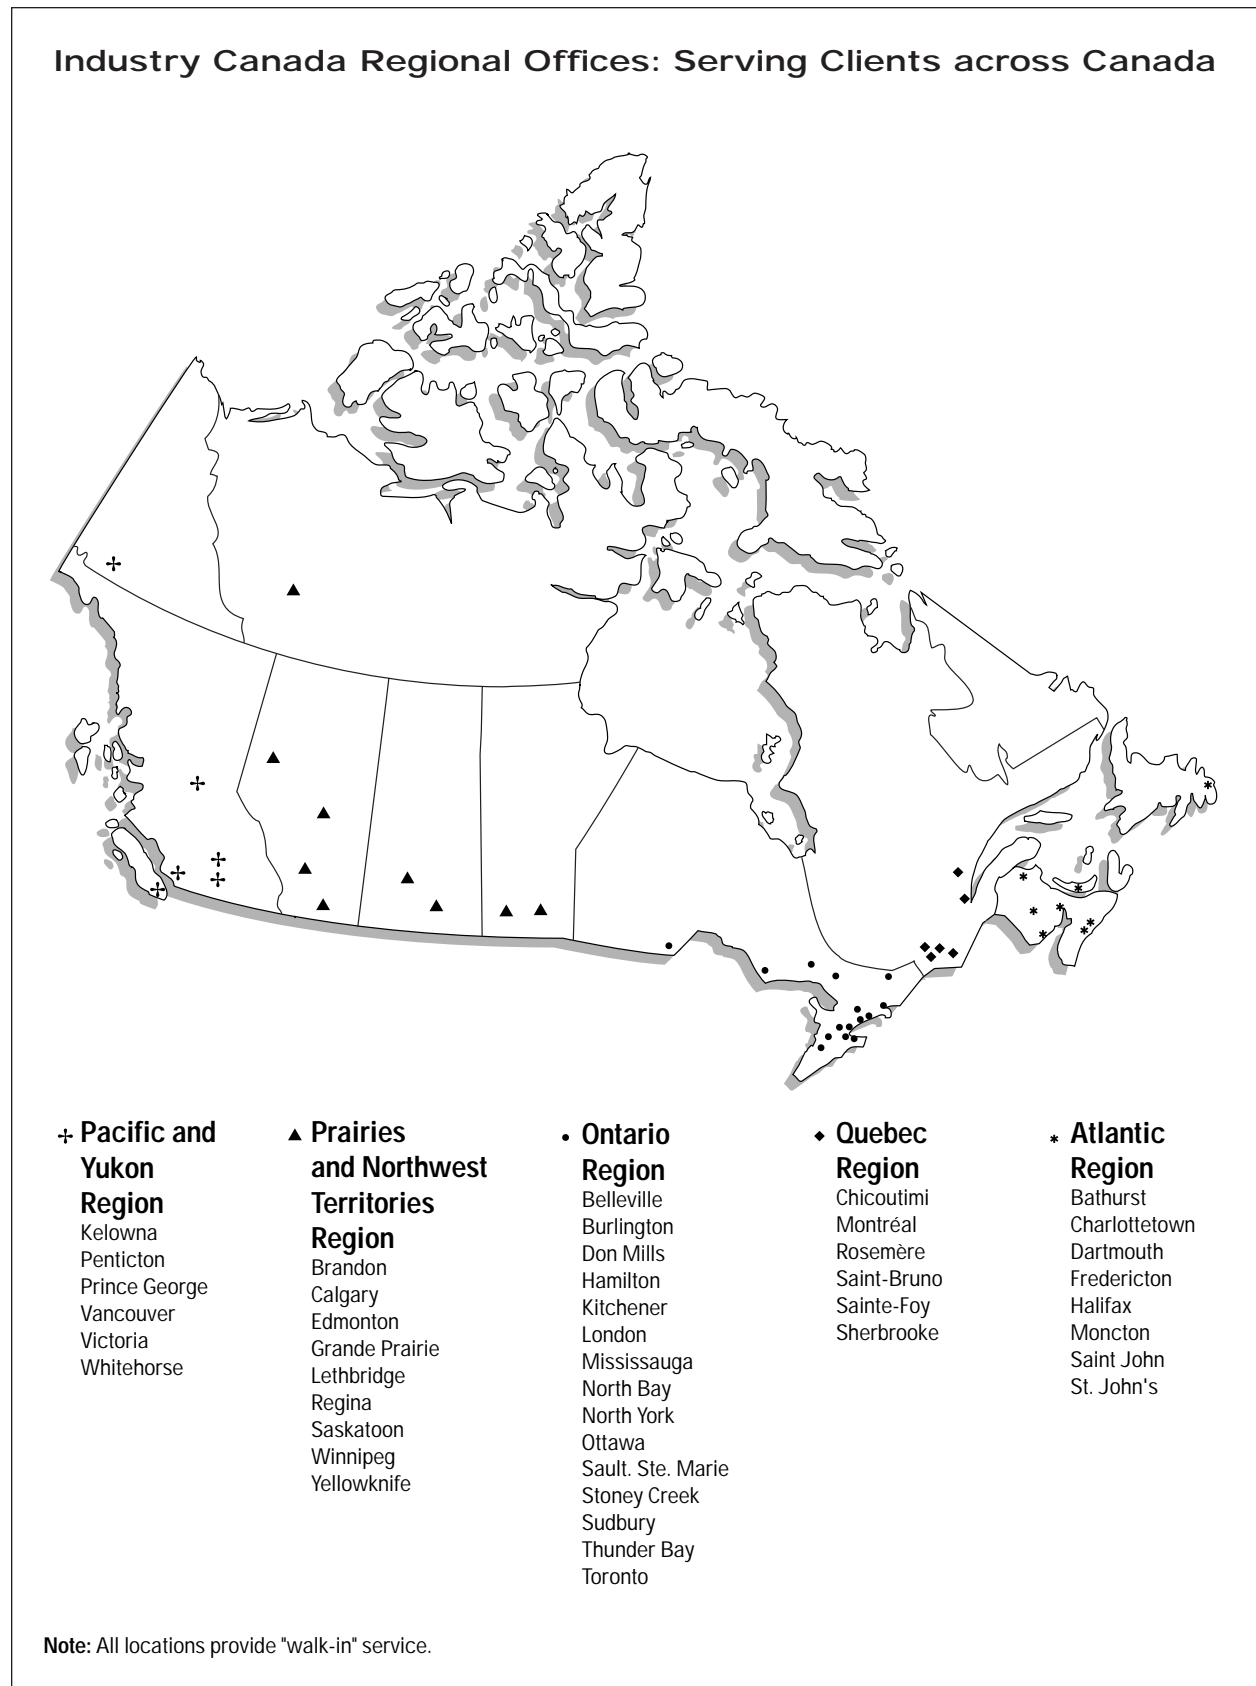 Industry Canada Regional Offices: Serving Clients across Canada
Pacific and
Yukon
Region
Kelowna
Penticton
Prince George
Vancouver
Victoria
Whitehorse
Prairies
and Northwest
Territories
Region
Brandon
Calgary
Edmonton
Grande Prairie
Lethbridge
Regina
Saskatoon
Winnipeg
Yellowknife
Ontario
Region
Belleville
Burlington
Don Mills
Hamilton
Kitchener
London
Mississauga
North Bay
North York
Ottawa
Sault. Ste. Marie
Stoney Creek
Sudbury
Thunder Bay
Toronto
Quebec
Region
Chicoutimi
Montréal
Rosemère
Saint-Bruno
Sainte-Foy
Sherbrooke
Atlantic
Region
Bathurst
Charlottetown
Dartmouth
Fredericton
Halifax
Moncton
Saint John
St. John's
Note: All locations provide "walk-in" service.